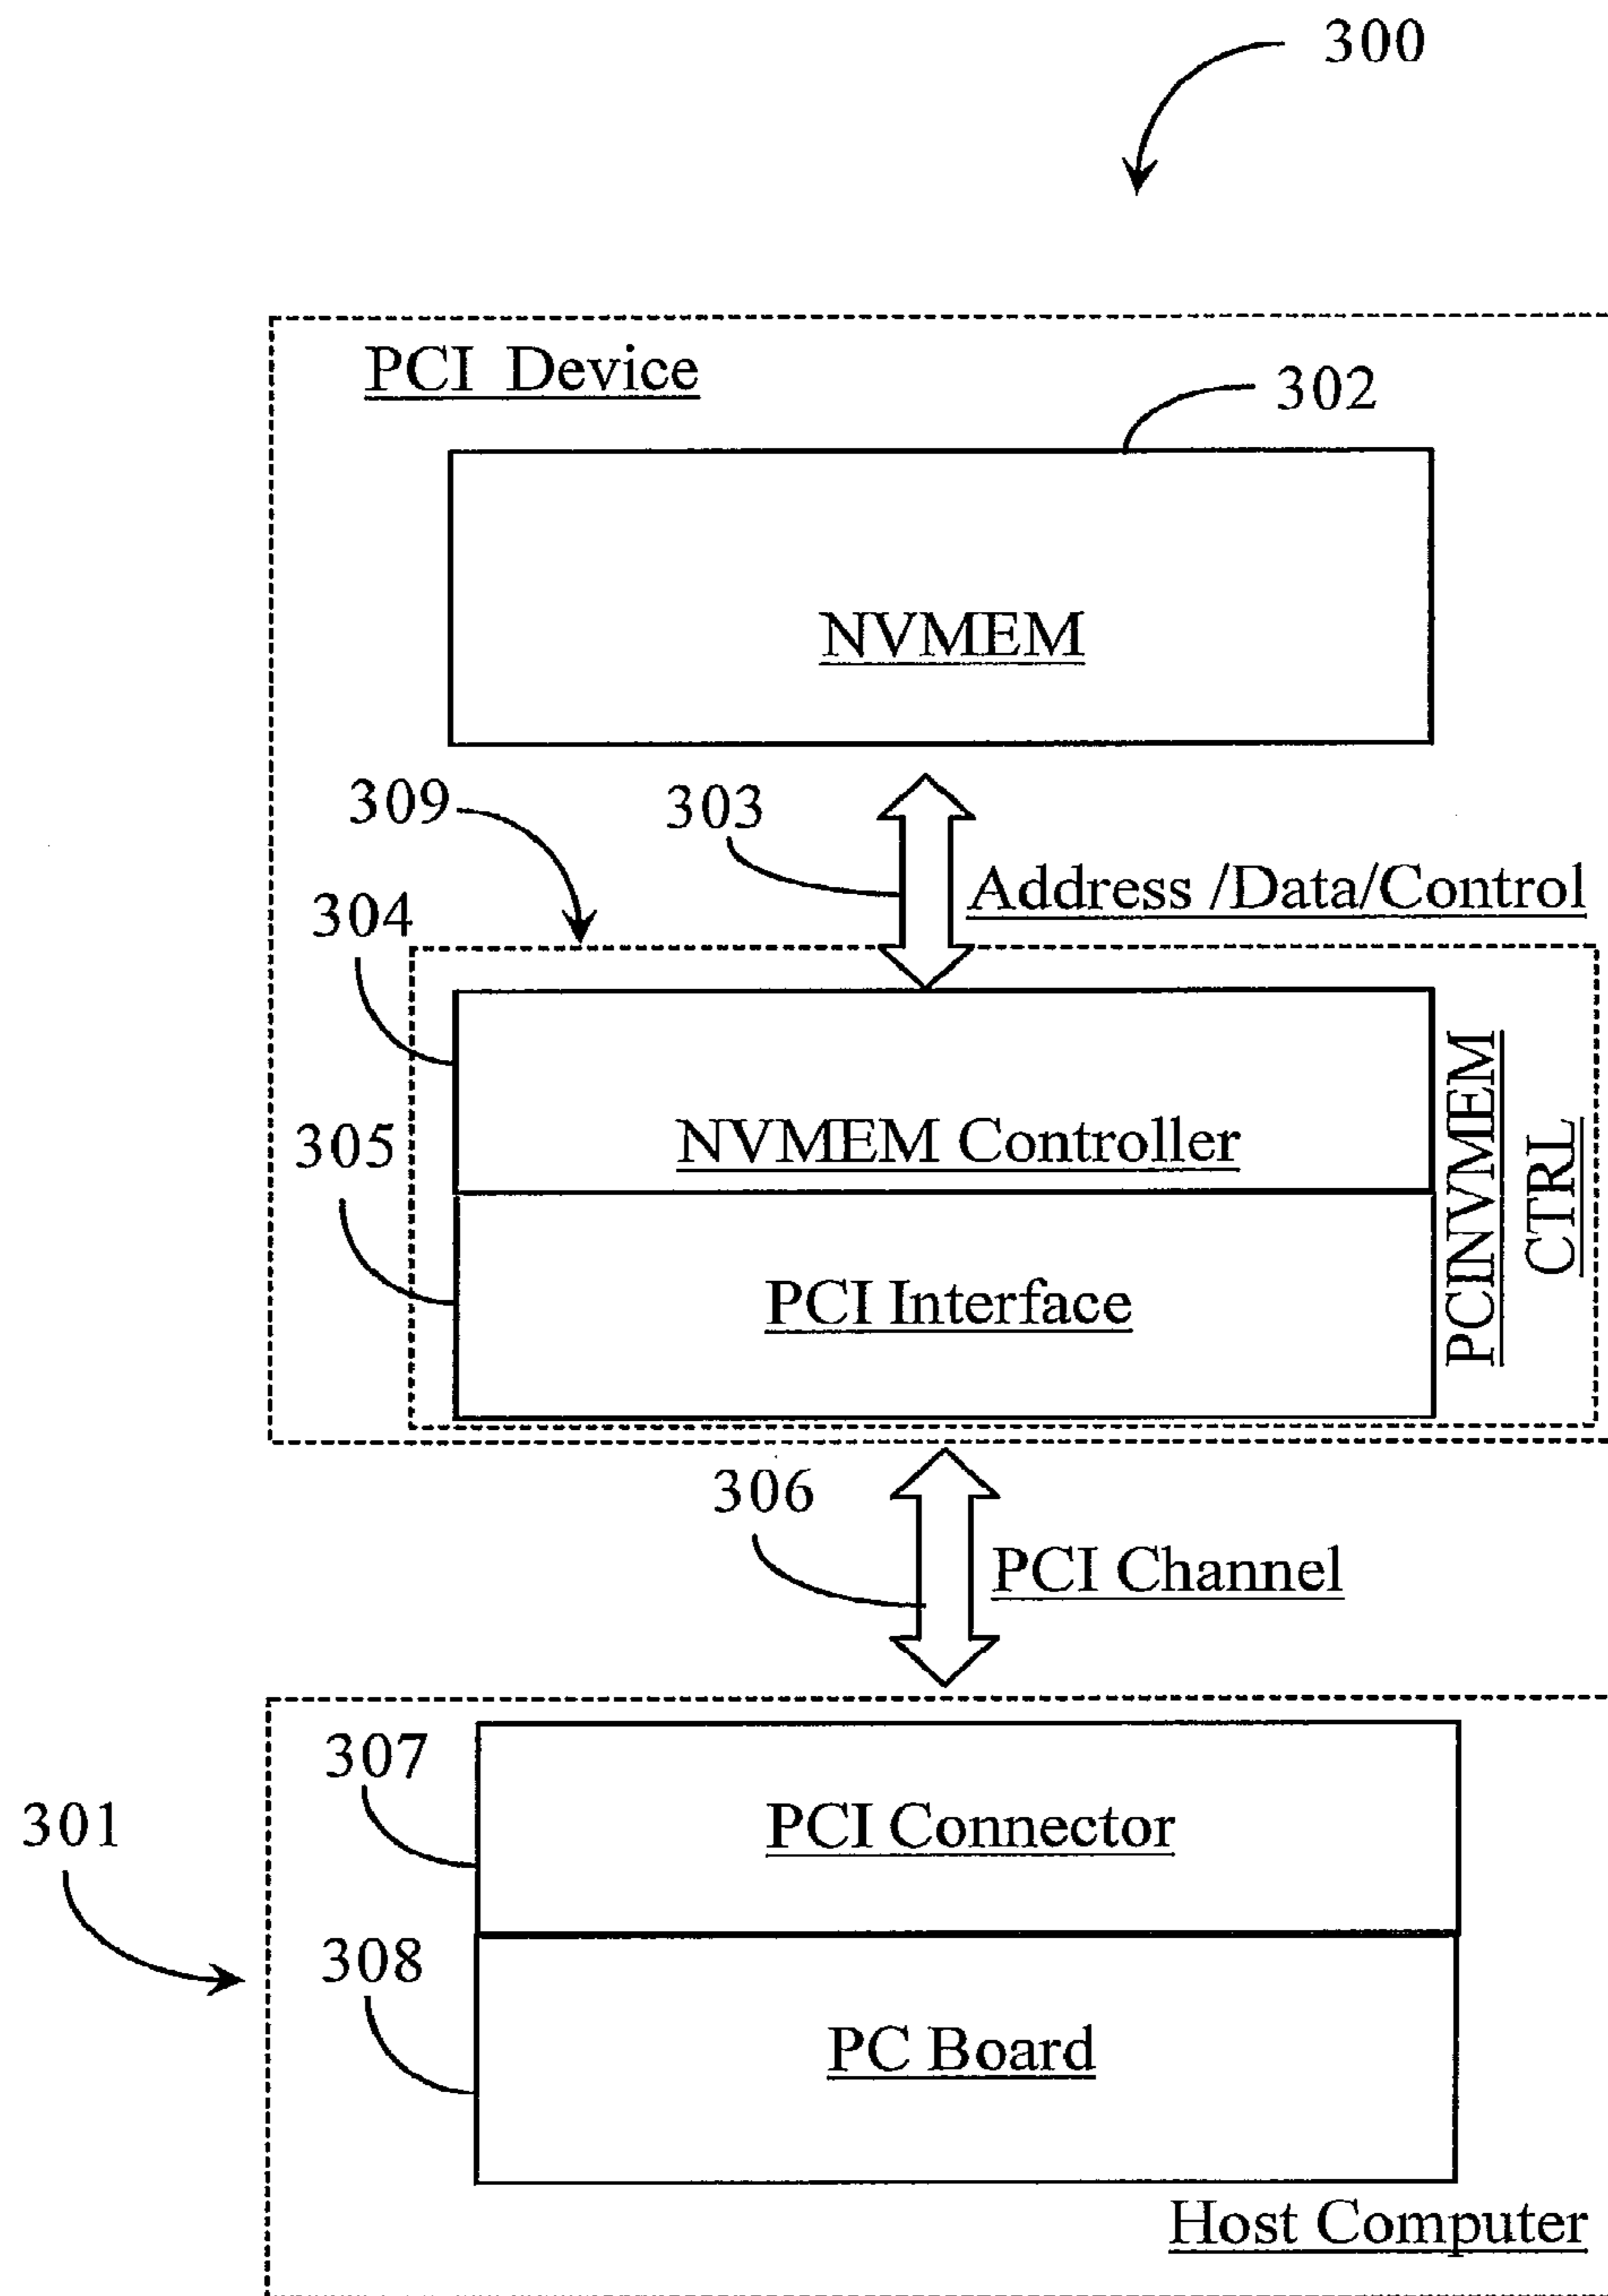 300
PCI Device
302
NVMEM
309
303
Address /Data/Control
304
NVMEM Controller
305
PCI Interface
PCINVMEM
CTRL
306
PCI Channel
307
PCI Connector
301
308
PC Board
Host Computer